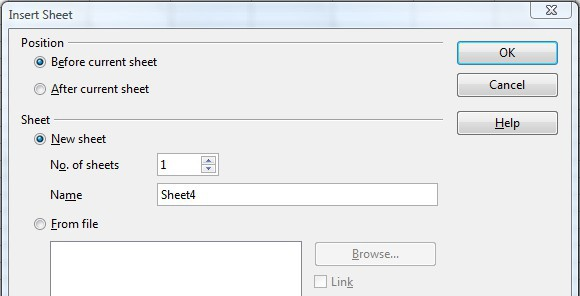 Insert Sheet
Position
Before current sheet
After current sheet
OK
Cancel
Help
Sheet
New sheet
No. of sheets 1
Name Sheet4
From file
Browse...
Link